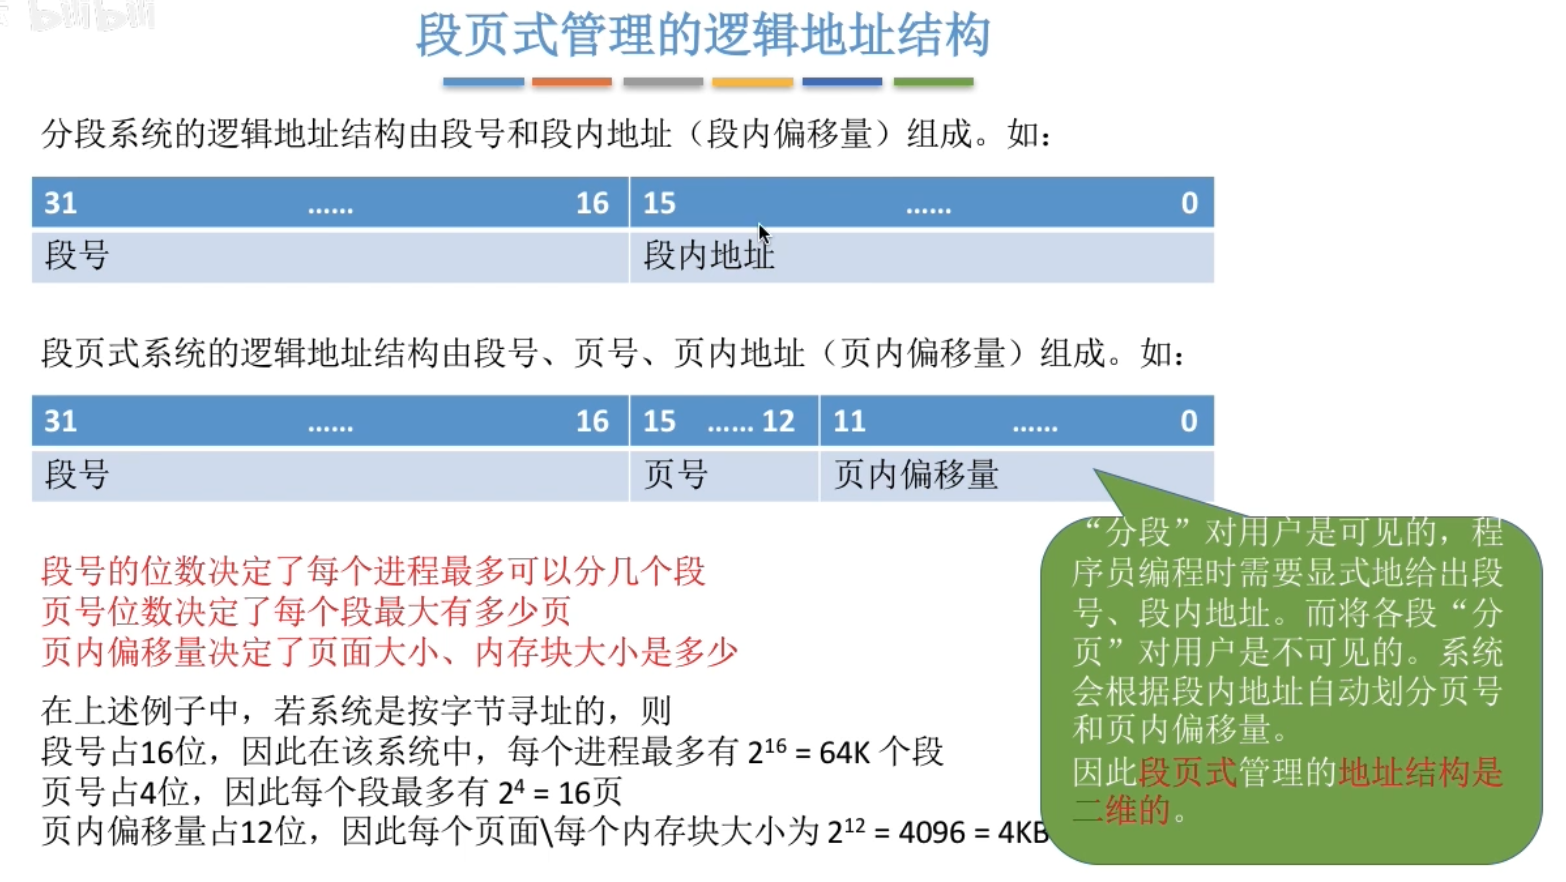 bilibili
段页式管理的逻辑地址结构
分段系统的逻辑地址结构由段号和段内地址（段内偏移量）组成。如：
31 …… 16 15 …… 0
段号 段内地址
段页式系统的逻辑地址结构由段号、页号、页内地址（页内偏移量）组成。如：
31 …… 16 15 …… 12 11 …… 0
段号 页号 页内偏移量
段号的位数决定了每个进程最多可以分几个段
页号位数决定了每个段最大有多少页
页内偏移量决定了页面大小、内存块大小是多少
在上述例子中，若系统是按字节寻址的，则
段号占16位，因此在该系统中，每个进程最多有 2¹⁶ = 64K 个段
页号占4位，因此每个段最多有 2⁴ = 16页
页内偏移量占12位，因此每个页面\每个内存块大小为 2¹² = 4096 = 4KB
“分段”对用户是可见的，程
序员编程时需要显式地给出段
号、段内地址。而将各段“分
页”对用户是不可见的。系统
会根据段内地址自动划分页号
和页内偏移量。
因此段页式管理的地址结构是
二维的。